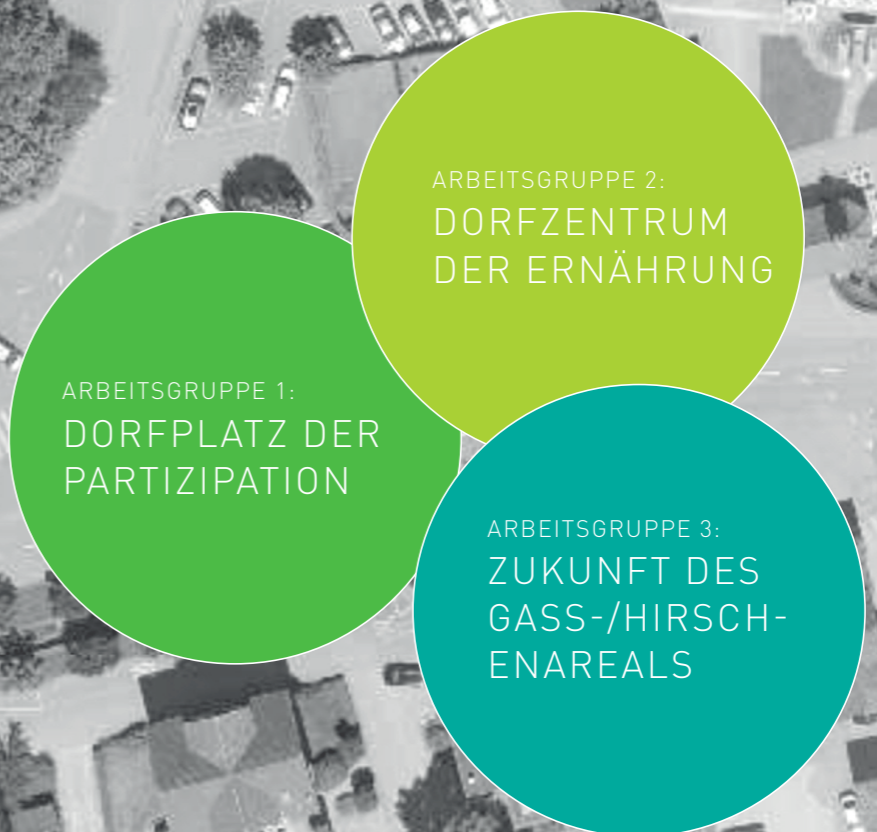 ARBEITSGRUPPE 1:
DORFPLATZ DER
PARTIZIPATION
ARBEITSGRUPPE 2:
DORFZENTRUM
DER ERNÄHRUNG
ARBEITSGRUPPE 3:
ZUKUNFT DES
GASS-/HIRSCH-
ENAREALS